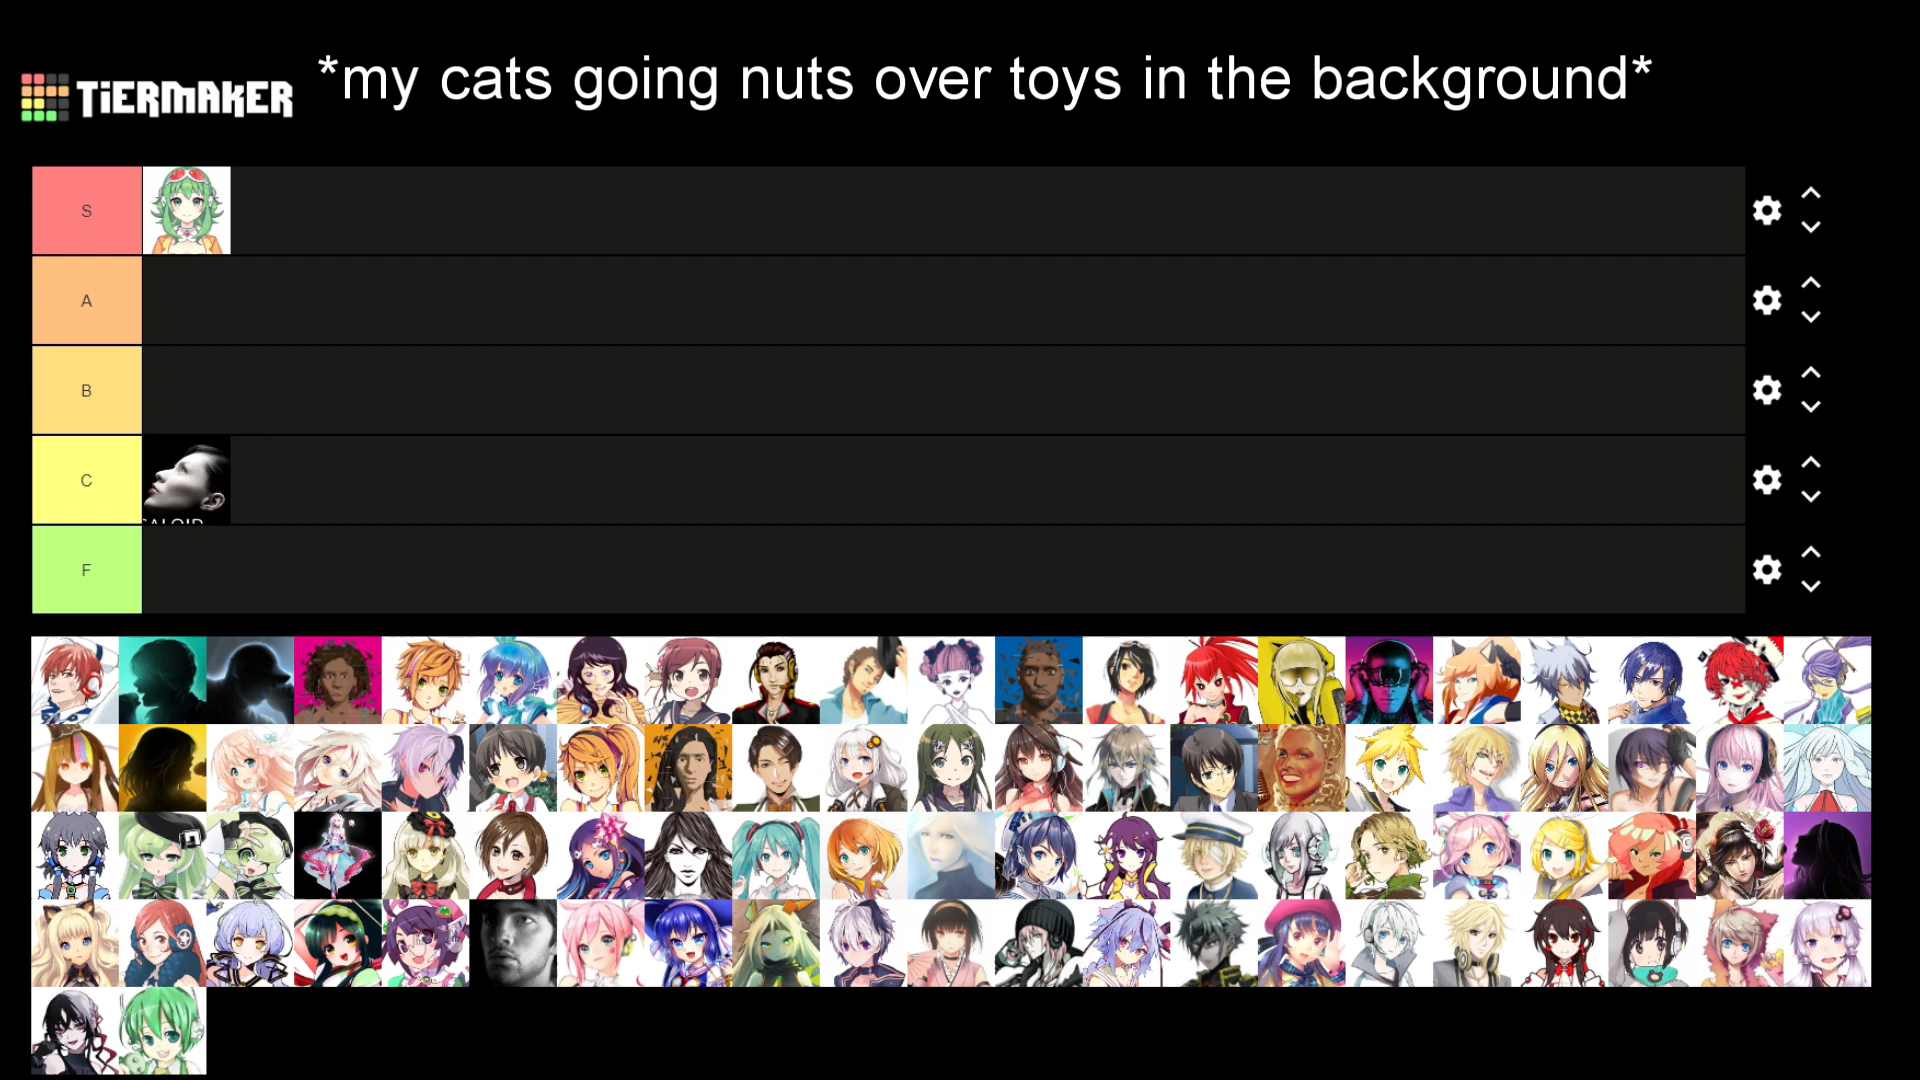 *my cats going nuts over toys in the background*
TiERMAKER
S
A
B
C
F